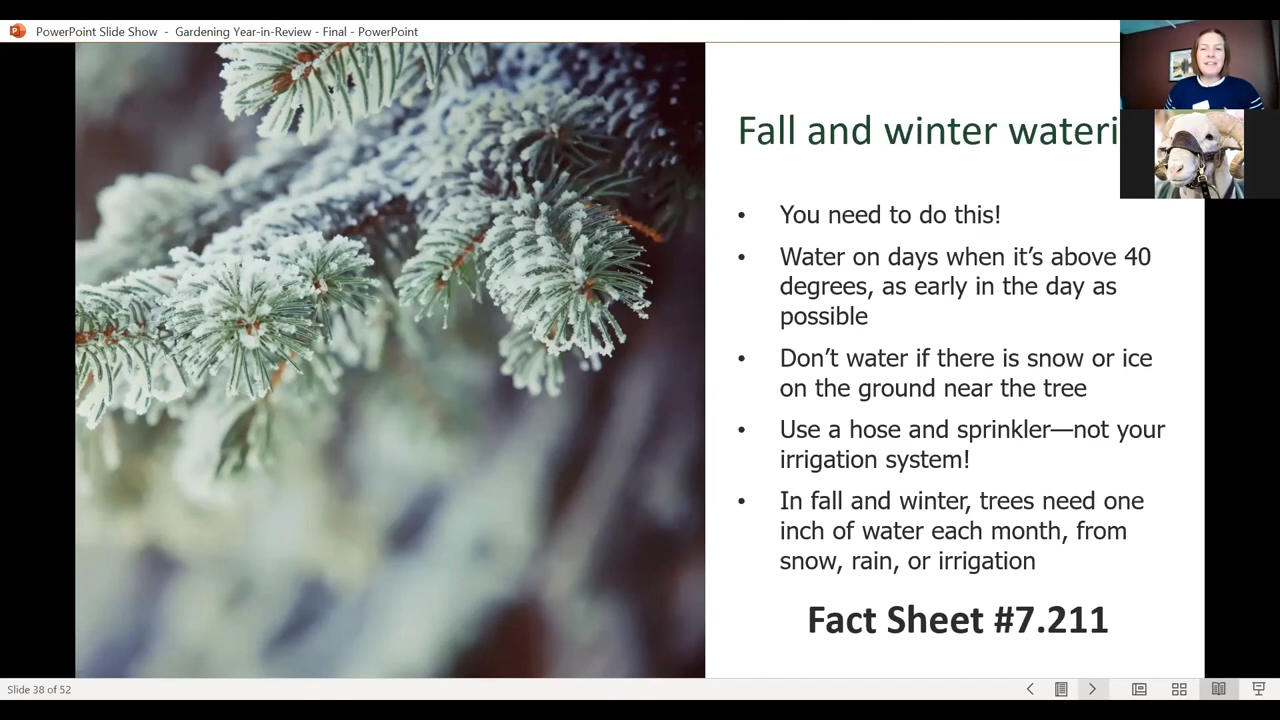 PowerPoint Slide Show - Gardening Year-in-Review - Final - PowerPoint
Fall and winter wateri
• You need to do this!
• Water on days when it's above 40
degrees, as early in the day as
possible
• Don't water if there is snow or ice
on the ground near the tree
• Use a hose and sprinkler—not your
irrigation system!
• In fall and winter, trees need one
inch of water each month, from
snow, rain, or irrigation
Fact Sheet #7.211
Slide 38 of 52